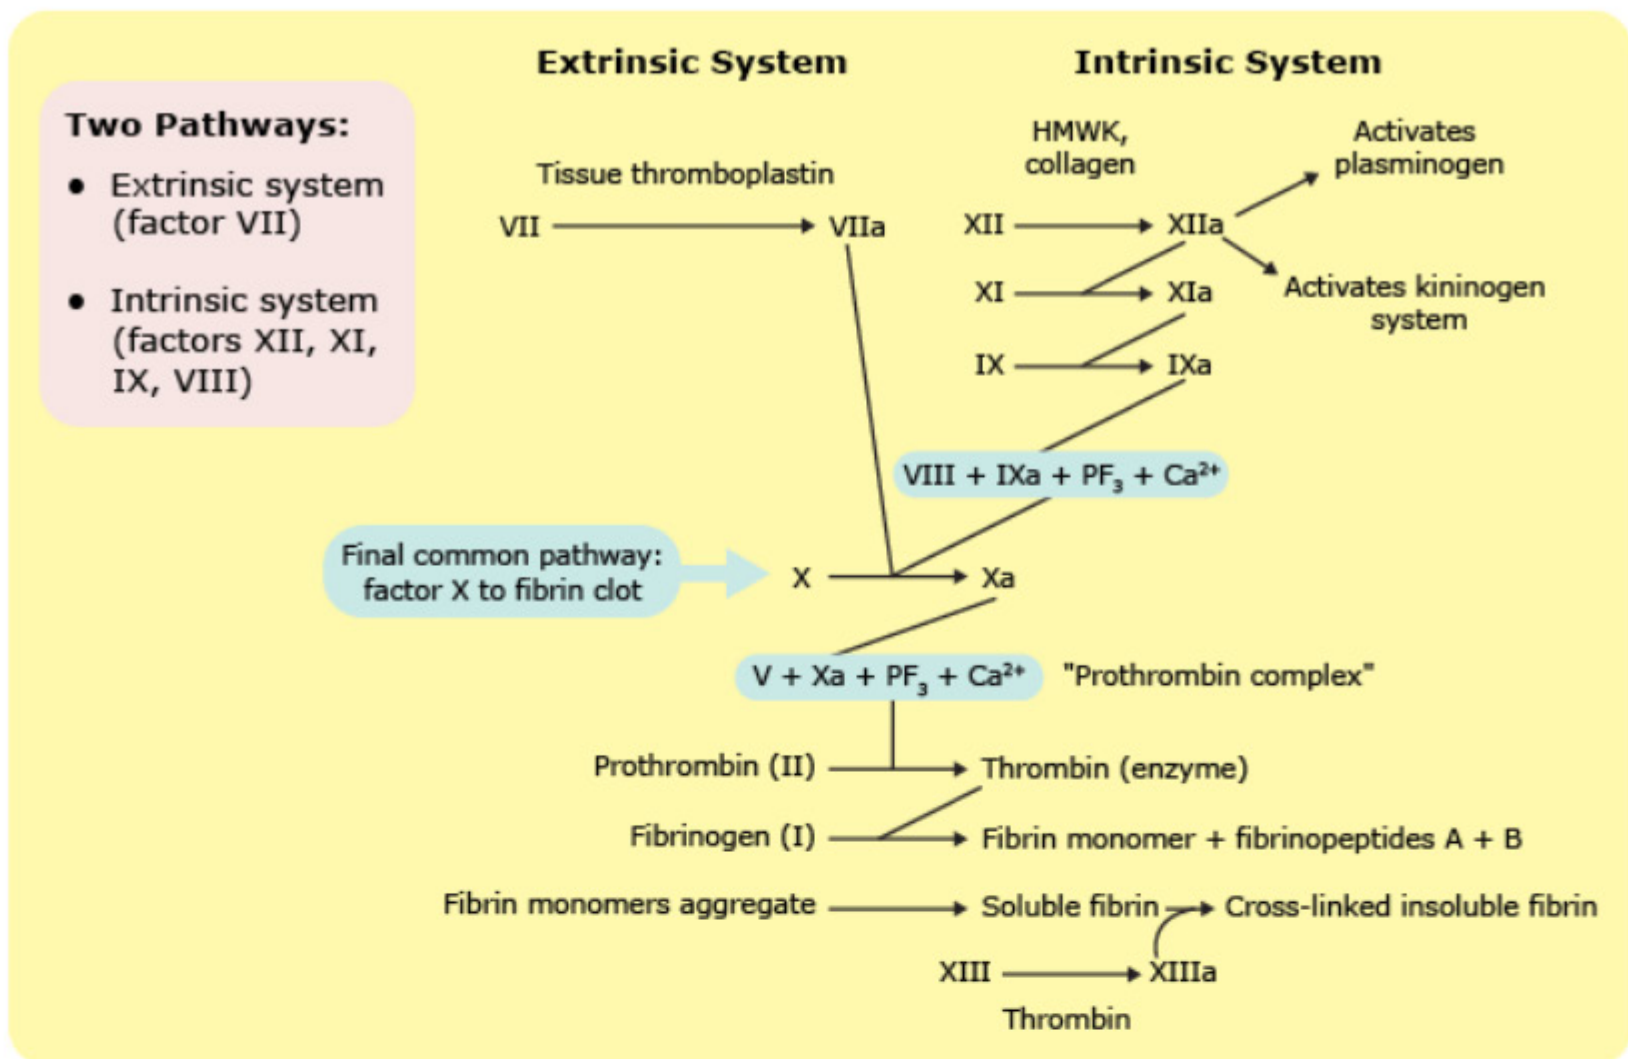 Extrinsic System
Intrinsic System
Two Pathways:
● Extrinsic system
(factor VII)
● Intrinsic system
(factors XII, XI,
IX, VIII)
Tissue thromboplastin
VII
VIIa
HMWK,
collagen
Activates
plasminogen
XII
XIIa
XI
XIa
Activates kininogen
system
IX
IXa
VIII + IXa + PF₃ + Ca²⁺
Final common pathway:
factor X to fibrin clot
X
Xa
V + Xa + PF₃ + Ca²⁺
"Prothrombin complex"
Prothrombin (II)
Thrombin (enzyme)
Fibrinogen (I)
Fibrin monomer + fibrinopeptides A + B
Fibrin monomers aggregate
Soluble fibrin
Cross-linked insoluble fibrin
XIII
XIIIa
Thrombin